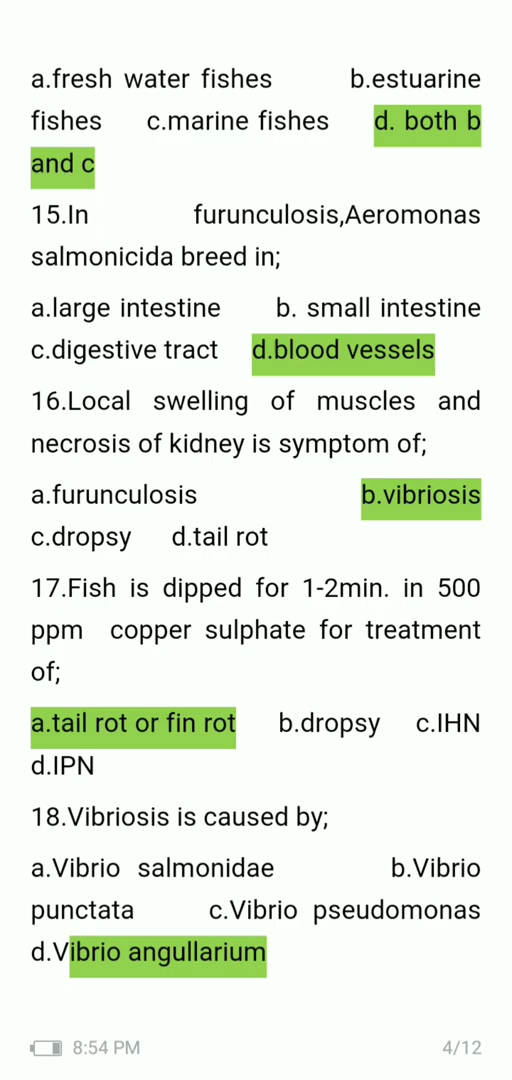 a.fresh water fishes b.estuarine
fishes c.marine fishes d. both b
and c
15.In furunculosis,Aeromonas
salmonicida breed in;
a.large intestine b. small intestine
c.digestive tract d.blood vessels
16.Local swelling of muscles and
necrosis of kidney is symptom of;
a.furunculosis b.vibriosis
c.dropsy d.tail rot
17.Fish is dipped for 1-2min. in 500
ppm copper sulphate for treatment
of;
a.tail rot or fin rot b.dropsy c.IHN
d.IPN
18.Vibriosis is caused by;
a.Vibrio salmonidae b.Vibrio
punctata c.Vibrio pseudomonas
d.Vibrio angullarium
8:54 PM 4/12